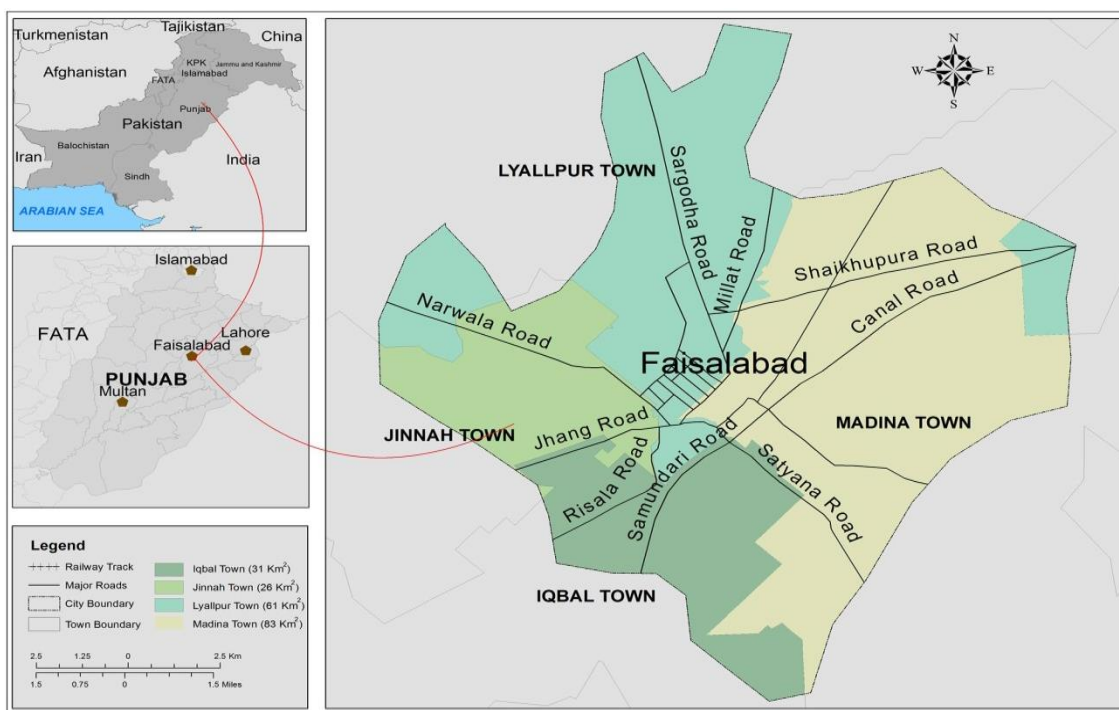 Turkmenistan
Tajikistan
China
Afghanistan
KPK
Islamabad
Jammu and Kashmir
FATA
Punjab
Pakistan
Balochistan
Iran
India
Sindh
ARABIAN SEA
Islamabad
FATA
Lahore
Faisalabad
PUNJAB
Multan
Legend
Railway Track
Major Roads
City Boundary
Town Boundary
Iqbal Town (31 Km²)
Jinnah Town (26 Km²)
Lyallpur Town (61 Km²)
Madina Town (83 Km²)
2.5 1.25 0 2.5 Km
1.5 0.75 0 1.5 Miles
N
W E
S
LYALLPUR TOWN
Sargodha Road
Millat Road
Shaikhupura Road
Canal Road
Narwala Road
Faisalabad
MADINA TOWN
JINNAH TOWN
Jhang Road
Risala Road
Samundari Road
Satyana Road
IQBAL TOWN